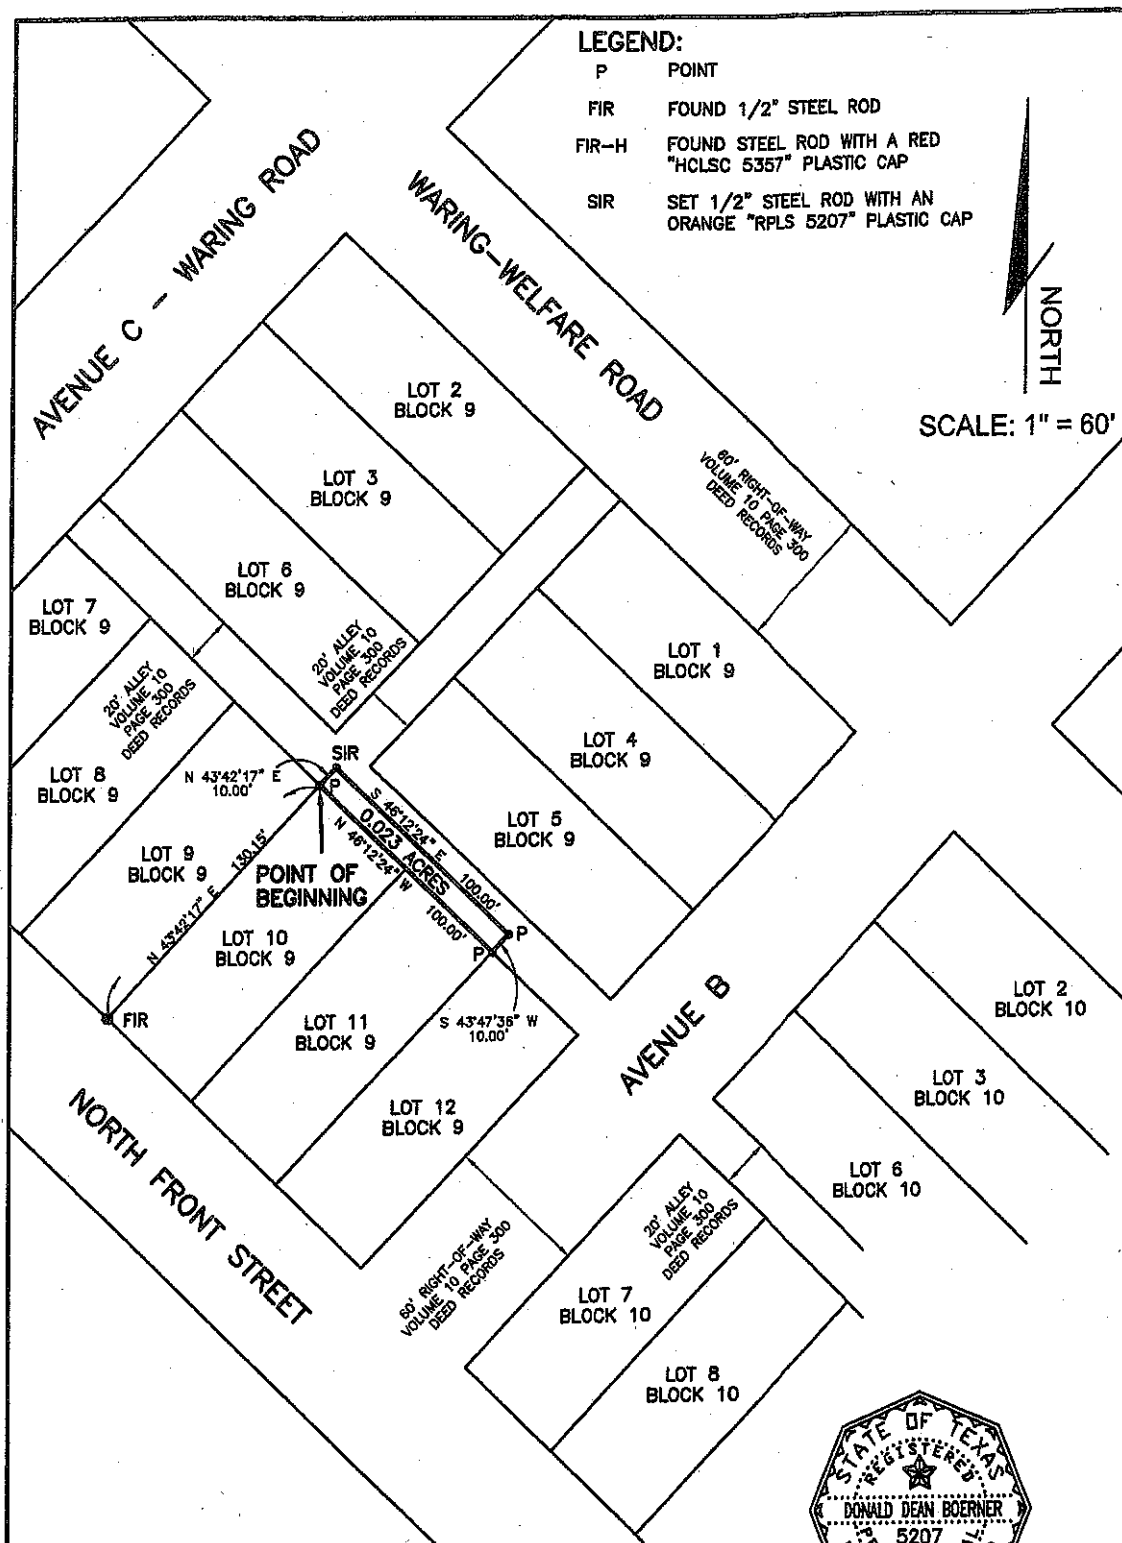 LEGEND:
P POINT
FIR FOUND 1/2" STEEL ROD
FIR-H FOUND STEEL ROD WITH A RED
"HCLSC 5357" PLASTIC CAP
SIR SET 1/2" STEEL ROD WITH AN
ORANGE "RPLS 5207" PLASTIC CAP
NORTH
SCALE: 1" = 60'
AVENUE C - WARING ROAD
WARING-WELFARE ROAD
60' RIGHT-OF-WAY
VOLUME 10 PAGE 300
DEED RECORDS
LOT 2
BLOCK 9
LOT 3
BLOCK 9
LOT 6
BLOCK 9
LOT 7
BLOCK 9
20' ALLEY
VOLUME 10
PAGE 300
DEED RECORDS
20' ALLEY
VOLUME 10
PAGE 300
DEED RECORDS
LOT 1
BLOCK 9
LOT 4
BLOCK 9
LOT 5
BLOCK 9
LOT 8
BLOCK 9
SIR
P
N 43°42'17" E
10.00'
S 46°12'24" E 100.00'
0.023 ACRES
N 46°12'24" W 100.00'
LOT 9
BLOCK 9
N 43°42'17" E 130.15'
POINT OF
BEGINNING
P
P
LOT 10
BLOCK 9
FIR
LOT 11
BLOCK 9
S 43°47'36" W
10.00'
LOT 12
BLOCK 9
AVENUE B
LOT 2
BLOCK 10
LOT 3
BLOCK 10
LOT 6
BLOCK 10
NORTH FRONT STREET
60' RIGHT-OF-WAY
VOLUME 10 PAGE 300
DEED RECORDS
20' ALLEY
VOLUME 10
PAGE 300
DEED RECORDS
LOT 7
BLOCK 10
LOT 8
BLOCK 10
STATE OF TEXAS
REGISTERED
DONALD DEAN BOERNER
5207